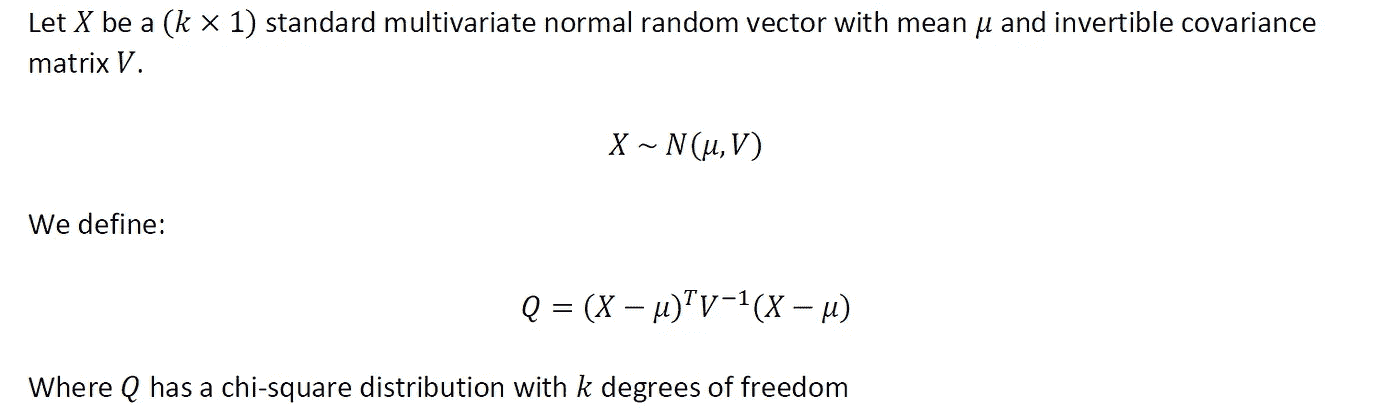 Let X be a (k × 1) standard multivariate normal random vector with mean μ and invertible covariance
matrix V.
X ~ N(μ, V)
We define:
Q = (X − μ)ᵀV⁻¹(X − μ)
Where Q has a chi-square distribution with k degrees of freedom